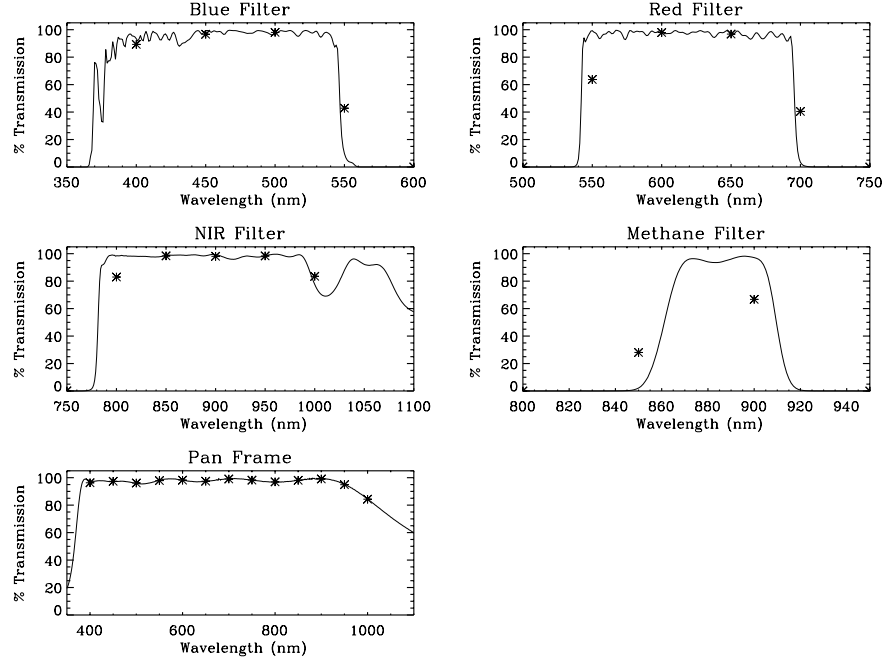 Blue Filter
% Transmission
100
80
60
40
20
0
350 400 450 500 550 600
Wavelength (nm)
Red Filter
% Transmission
100
80
60
40
20
0
500 550 600 650 700 750
Wavelength (nm)
NIR Filter
% Transmission
100
80
60
40
20
0
750 800 850 900 950 1000 1050 1100
Wavelength (nm)
Methane Filter
% Transmission
100
80
60
40
20
0
800 820 840 860 880 900 920 940
Wavelength (nm)
Pan Frame
% Transmission
100
80
60
40
20
0
400 600 800 1000
Wavelength (nm)